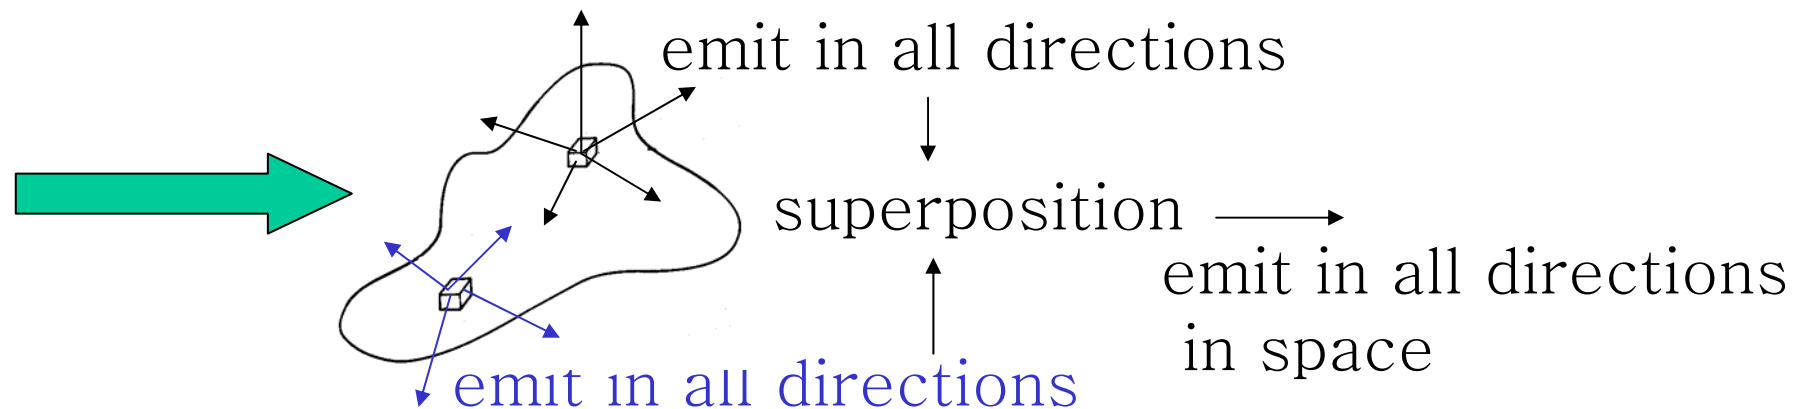 emit in all directions
superposition
emit in all directions
in space
emit in all directions